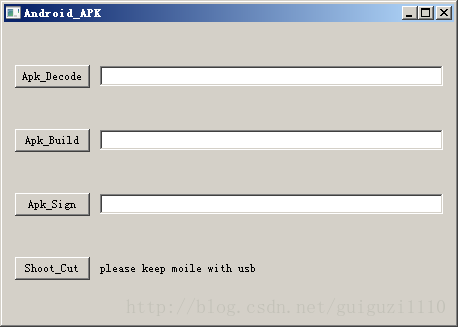 Android_APK
Apk_Decode
Apk_Build
Apk_Sign
Shoot_Cut please keep moile with usb
http://blog.csdn.net/guiguzi1110